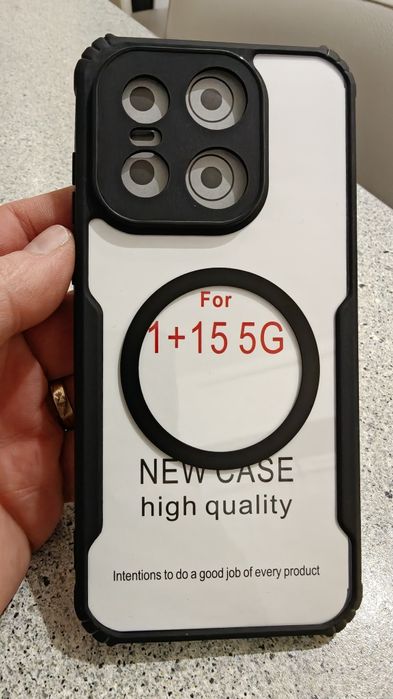 For
1+15 5G
NEW CASE
high quality
Intentions to do a good job of every product